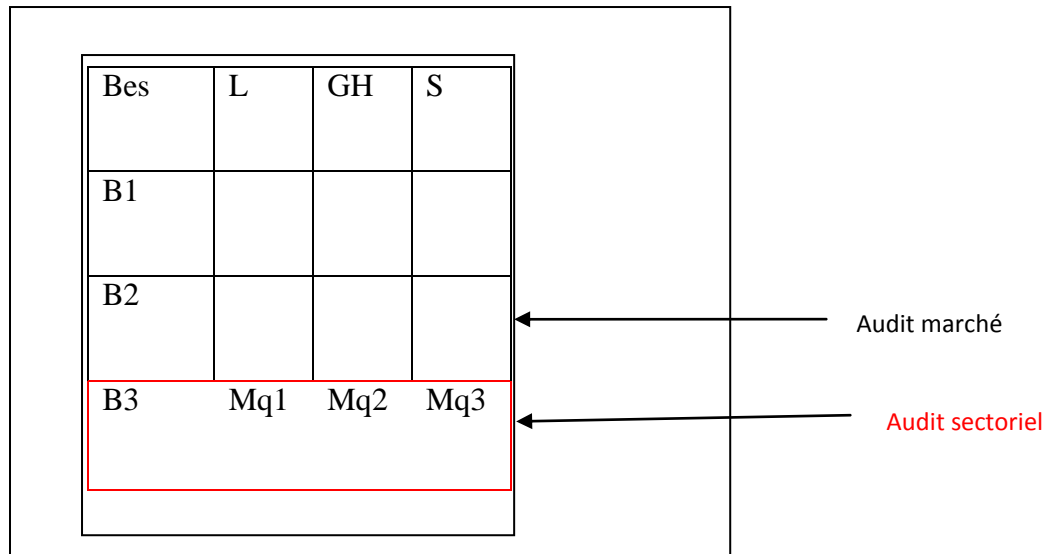 Bes L GH S
B1
B2
Audit marché
B3 Mq1 Mq2 Mq3
Audit sectoriel